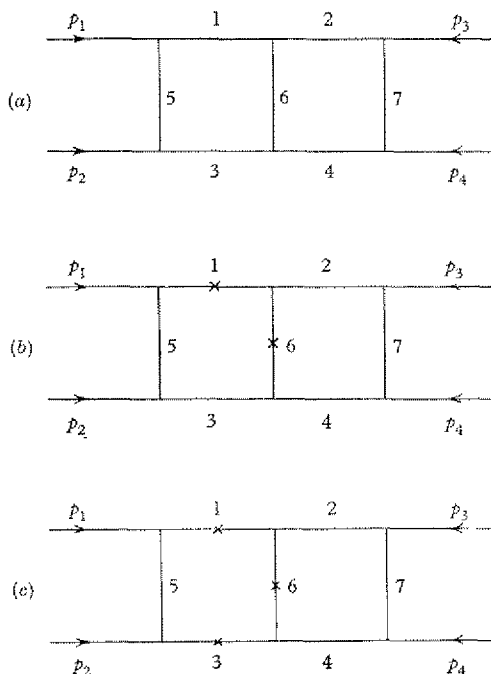 1 2
p₁ p₃
(a) 5 6 7
p₂ 3 4 p₄
1 2
p₁ p₃
(b) 5 6 7
p₂ 3 4 p₄
1 2
p₁ p₃
(c) 5 6 7
p₂ 3 4 p₄